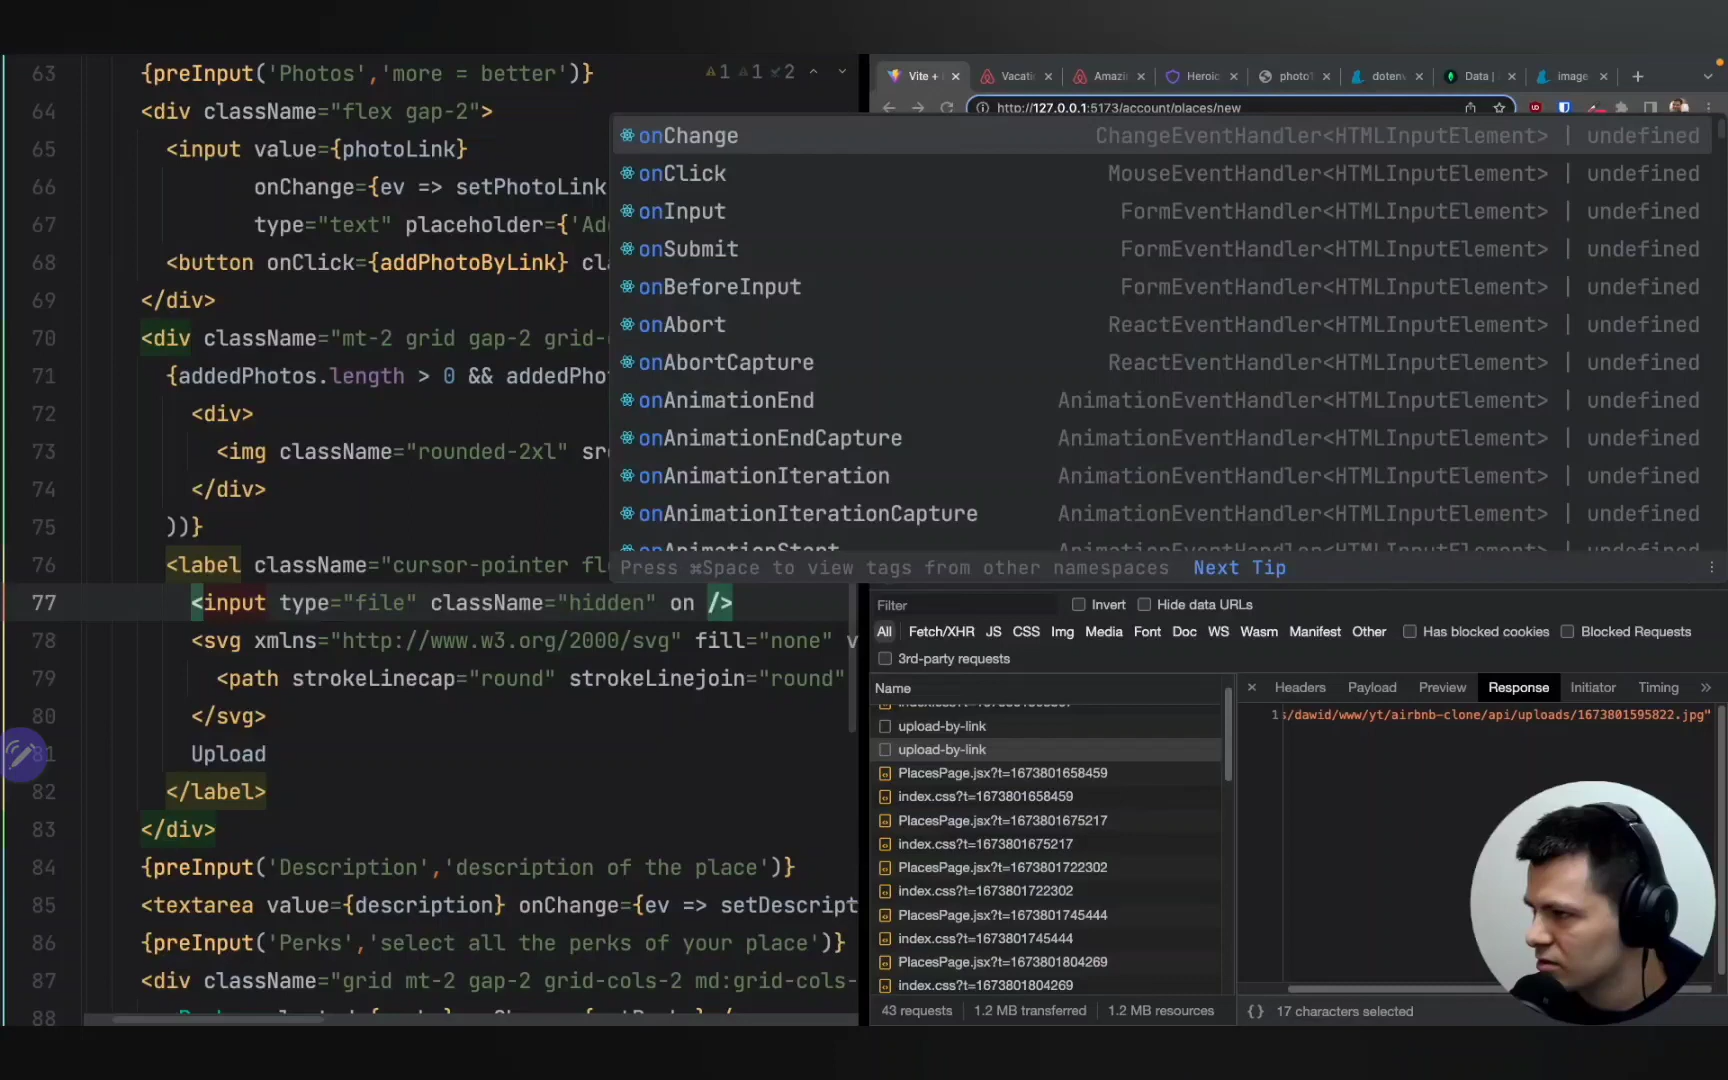 63 {preInput('Photos','more = better')}
1 1 2
64 <div className="flex gap-2">
65 <input value={photoLink}
66 onChange={ev => setPhotoLink
67 type="text" placeholder={'Ad
68 <button onClick={addPhotoByLink} cl
69 </div>
70 <div className="mt-2 grid gap-2 grid-
71 {addedPhotos.length > 0 && addedPho
72 <div>
73 <img className="rounded-2xl" sr
74 </div>
75 ))}
76 <label className="cursor-pointer fl
77 <input type="file" className="hidden" on />
78 <svg xmlns="http://www.w3.org/2000/svg" fill="none" v
79 <path strokeLinecap="round" strokeLinejoin="round"
80 </svg>
81 Upload
82 </label>
83 </div>
84 {preInput('Description','description of the place')}
85 <textarea value={description} onChange={ev => setDescript
86 {preInput('Perks','select all the perks of your place')}
87 <div className="grid mt-2 gap-2 grid-cols-2 md:grid-cols-
88
onChange ChangeEventHandler<HTMLInputElement> | undefined
onClick MouseEventHandler<HTMLInputElement> | undefined
onInput FormEventHandler<HTMLInputElement> | undefined
onSubmit FormEventHandler<HTMLInputElement> | undefined
onBeforeInput FormEventHandler<HTMLInputElement> | undefined
onAbort ReactEventHandler<HTMLInputElement> | undefined
onAbortCapture ReactEventHandler<HTMLInputElement> | undefined
onAnimationEnd AnimationEventHandler<HTMLInputElement> | undefined
onAnimationEndCapture AnimationEventHandler<HTMLInputElement> | undefined
onAnimationIteration AnimationEventHandler<HTMLInputElement> | undefined
onAnimationIterationCapture AnimationEventHandler<HTMLInputElement> | undefined
onAnimationStart AnimationEventHandler<HTMLInputElement> | undefined
Press ⌘Space to view tags from other namespaces Next Tip
Vite + Vacati Amazi Heroic photo1 doten Data | image
http://127.0.0.1:5173/account/places/new
Filter Invert Hide data URLs
All Fetch/XHR JS CSS Img Media Font Doc WS Wasm Manifest Other Has blocked cookies Blocked Requests
3rd-party requests
Name
upload-by-link
upload-by-link
PlacesPage.jsx?t=1673801658459
index.css?t=1673801658459
PlacesPage.jsx?t=1673801675217
index.css?t=1673801675217
PlacesPage.jsx?t=1673801722302
index.css?t=1673801722302
PlacesPage.jsx?t=1673801745444
index.css?t=1673801745444
PlacesPage.jsx?t=1673801804269
index.css?t=1673801804269
43 requests 1.2 MB transferred 1.2 MB resources
Headers Payload Preview Response Initiator Timing
1 s/dawid/www/yt/airbnb-clone/api/uploads/1673801595822.jpg"
{} 17 characters selected